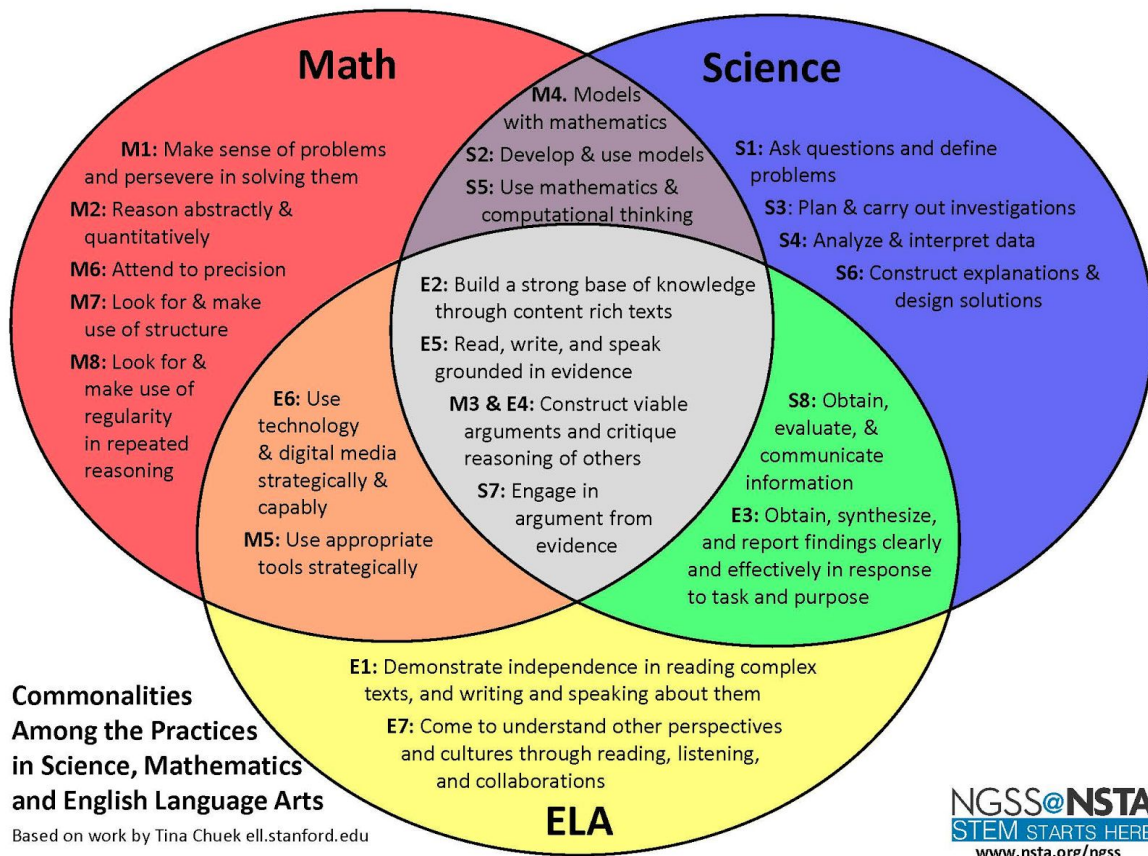 Math
Science
M1: Make sense of problems
and persevere in solving them
M2: Reason abstractly &
quantitatively
M6: Attend to precision
M7: Look for & make
use of structure
M8: Look for &
make use of
regularity
in repeated
reasoning
M4. Models
with mathematics
S2: Develop & use models
S5: Use mathematics &
computational thinking
S1: Ask questions and define
problems
S3: Plan & carry out investigations
S4: Analyze & interpret data
S6: Construct explanations &
design solutions
E2: Build a strong base of knowledge
through content rich texts
E5: Read, write, and speak
grounded in evidence
M3 & E4: Construct viable
arguments and critique
reasoning of others
S7: Engage in
argument from
evidence
E6: Use
technology
& digital media
strategically &
capably
M5: Use appropriate
tools strategically
S8: Obtain,
evaluate, &
communicate
information
E3: Obtain, synthesize,
and report findings clearly
and effectively in response
to task and purpose
E1: Demonstrate independence in reading complex
texts, and writing and speaking about them
E7: Come to understand other perspectives
and cultures through reading, listening,
and collaborations
ELA
Commonalities
Among the Practices
in Science, Mathematics
and English Language Arts
Based on work by Tina Chuek ell.stanford.edu
NGSS@NSTA
STEM STARTS HERE
www.nsta.org/ngss